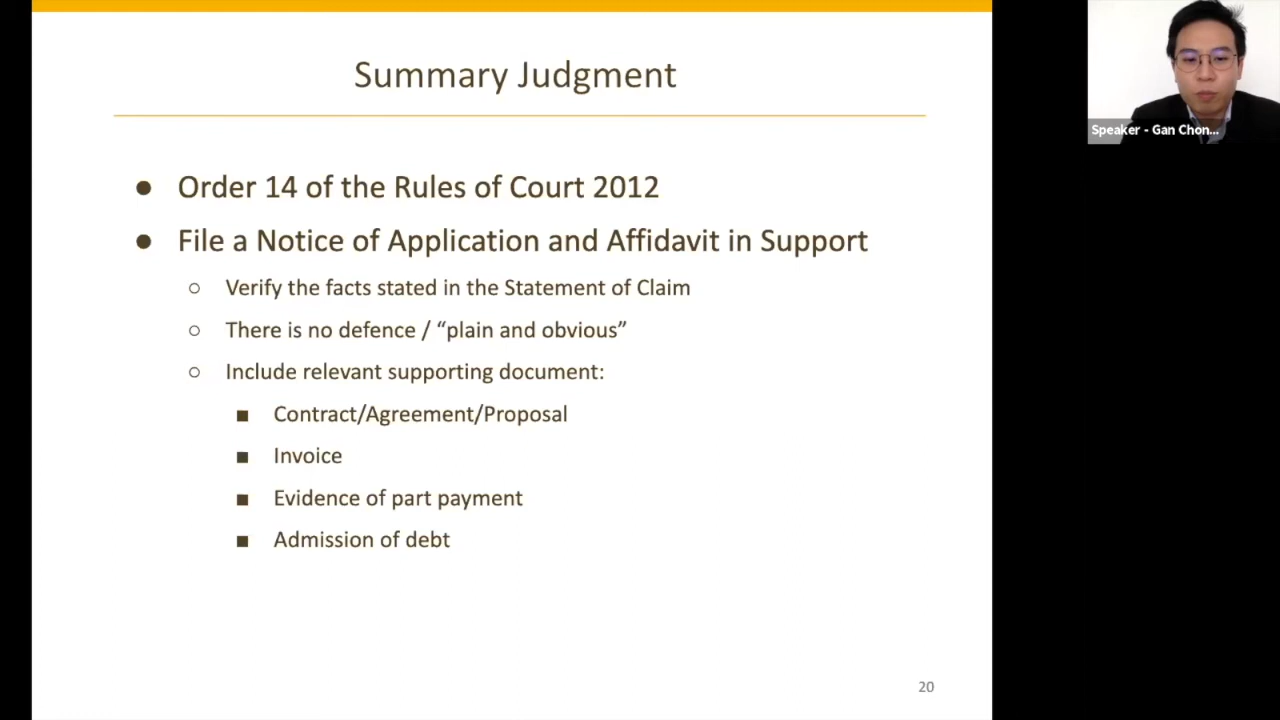 Summary Judgment
● Order 14 of the Rules of Court 2012
● File a Notice of Application and Affidavit in Support
○ Verify the facts stated in the Statement of Claim
○ There is no defence / “plain and obvious”
○ Include relevant supporting document:
■ Contract/Agreement/Proposal
■ Invoice
■ Evidence of part payment
■ Admission of debt
20
Speaker - Gan Chon...